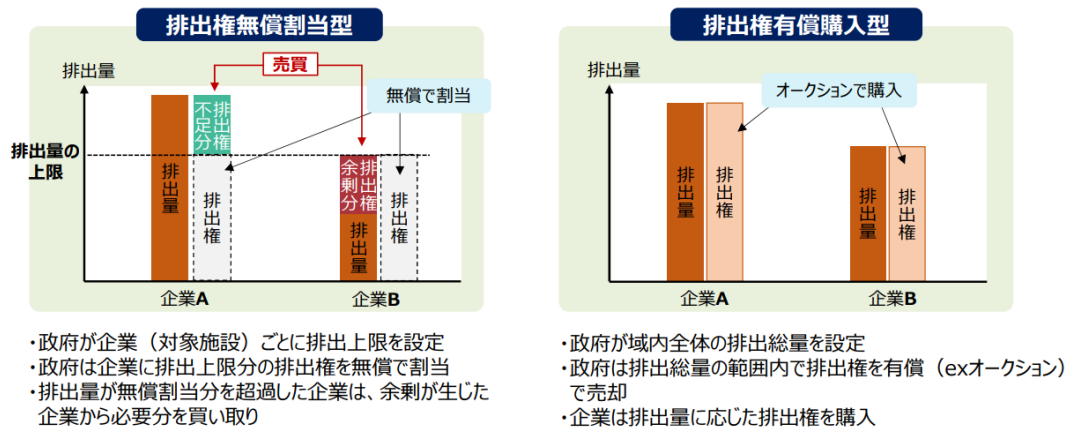 排出権無償割当型
排出量
売買
無償で割当
排出権
不足分
排出量の
上限
排出量
排出権
排出権
余剰分
排出量
排出権
企業A
企業B
・政府が企業（対象施設）ごとに排出上限を設定
・政府は企業に排出上限分の排出権を無償で割当
・排出量が無償割当分を超過した企業は、余剰が生じた
企業から必要分を買い取り
排出権有償購入型
排出量
オークションで購入
排出量
排出権
排出量
排出権
企業A
企業B
・政府が域内全体の排出総量を設定
・政府は排出総量の範囲内で排出権を有償（exオークション）
で売却
・企業は排出量に応じた排出権を購入